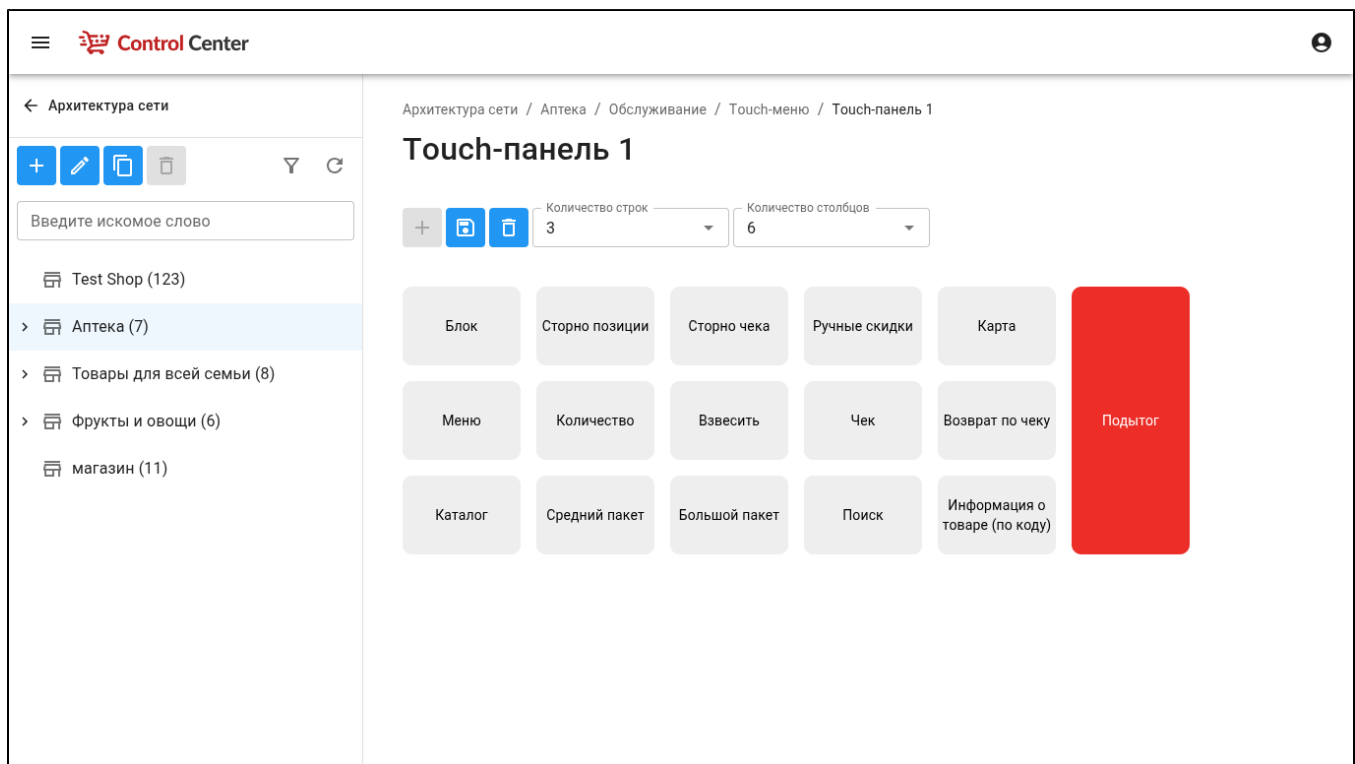 Control Center
Архитектура сети
Введите искомое слово
Test Shop (123)
Аптека (7)
Товары для всей семьи (8)
Фрукты и овощи (6)
магазин (11)
Архитектура сети / Аптека / Обслуживание / Touch-меню / Touch-панель 1
Touch-панель 1
Количество строк
3
Количество столбцов
6
Блок
Сторно позиции
Сторно чека
Ручные скидки
Карта
Меню
Количество
Взвесить
Чек
Возврат по чеку
Подытог
Каталог
Средний пакет
Большой пакет
Поиск
Информация о
товаре (по коду)